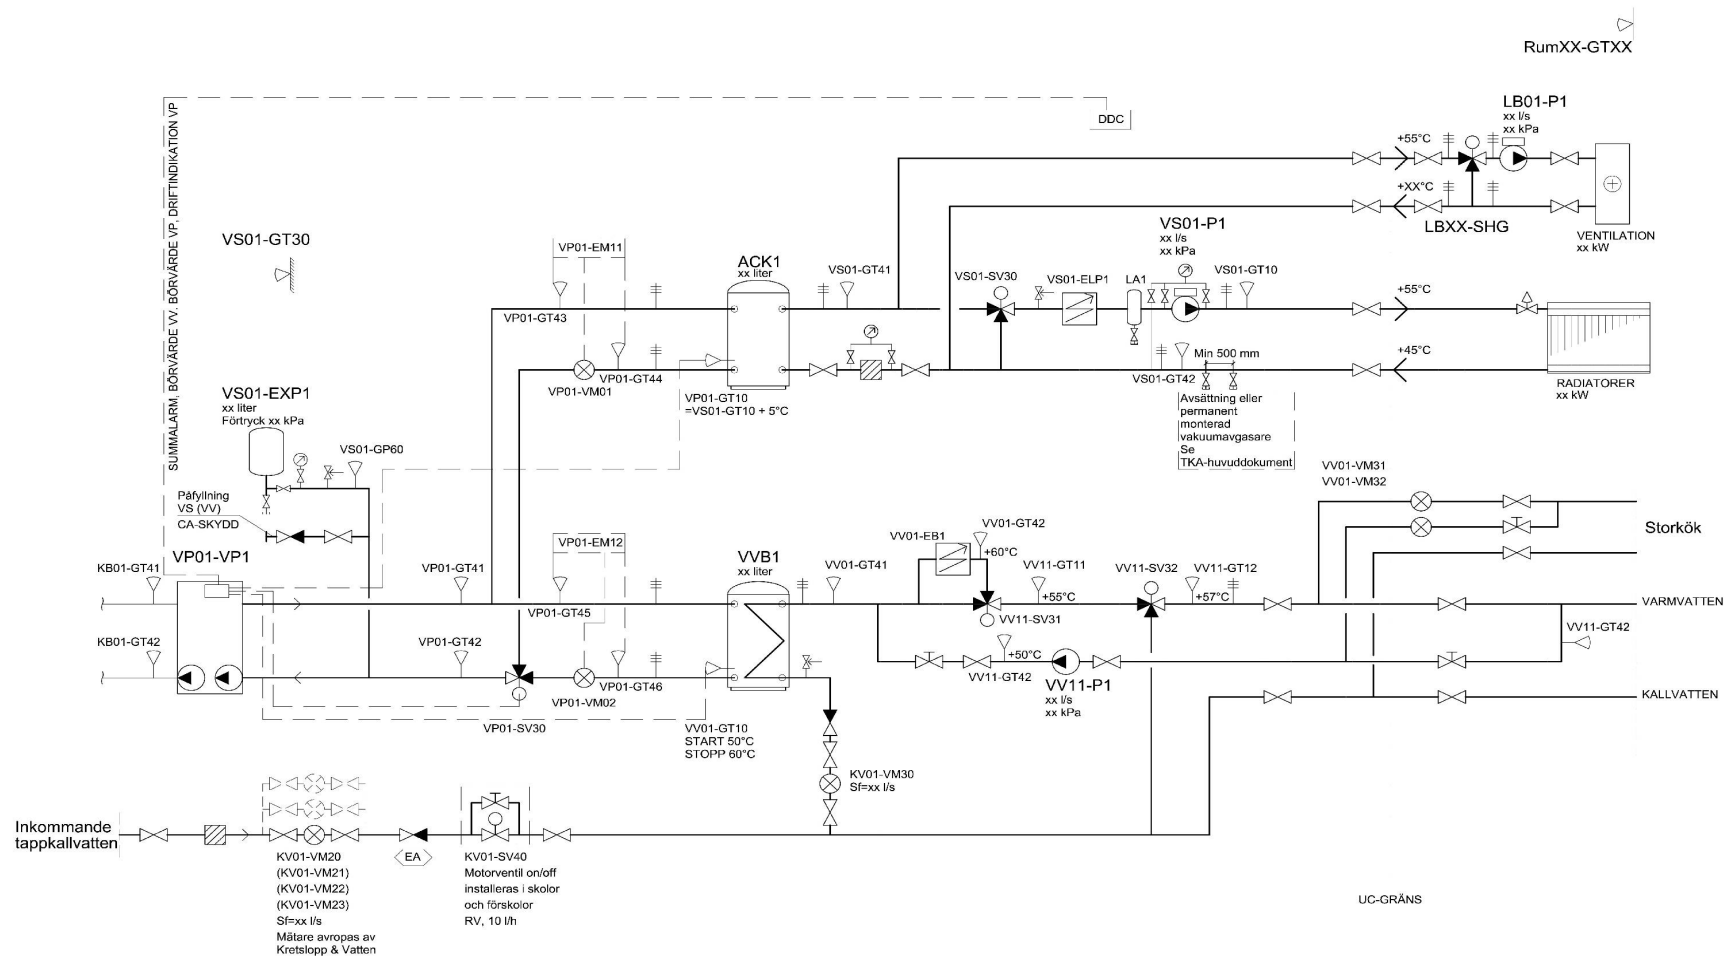 RumXX-GTXX
LB01-P1
xx l/s
xx kPa
DDC
+55°C
+XX°C
LBXX-SHG
VENTILATION
xx kW
SUMMALARM, BÖRVÄRDE VV. BÖRVÄRDE VP, DRIFTINDIKATION VP
VS01-GT30
VP01-EM11
ACK1
xx liter
VS01-GT41
VS01-P1
xx l/s
xx kPa
VS01-SV30
VS01-ELP1
LA1
VS01-GT10
+55°C
VP01-GT43
VP01-GT44
VP01-VM01
VP01-GT10
=VS01-GT10 + 5°C
VS01-GT42
Min 500 mm
+45°C
RADIATORER
xx kW
Avsättning eller
permanent
monterad
vakuumavgasare
Se
TKA-huvuddokument
VS01-EXP1
xx liter
Förtryck xx kPa
VS01-GP60
Påfyllning
VS (VV)
CA-SKYDD
VV01-VM31
VV01-VM32
Storkök
VP01-VP1
KB01-GT41
VP01-GT41
VP01-EM12
VVB1
xx liter
VV01-GT41
VV01-EB1
VV01-GT42
+60°C
VV11-GT11
+55°C
VV11-SV32
VV11-GT12
+57°C
VARMVATTEN
VP01-GT45
VV11-SV31
KB01-GT42
VP01-GT42
VP01-GT46
VP01-VM02
VP01-SV30
+50°C
VV11-GT42
VV11-P1
xx l/s
xx kPa
VV11-GT42
KALLVATTEN
VV01-GT10
START 50°C
STOPP 60°C
KV01-VM30
Sf=xx l/s
Inkommande
tappkallvatten
KV01-VM20
(KV01-VM21)
(KV01-VM22)
(KV01-VM23)
Sf=xx l/s
Mätare avropas av
Kretslopp & Vatten
EA
KV01-SV40
Motorventil on/off
installeras i skolor
och förskolor
RV, 10 l/h
UC-GRÄNS